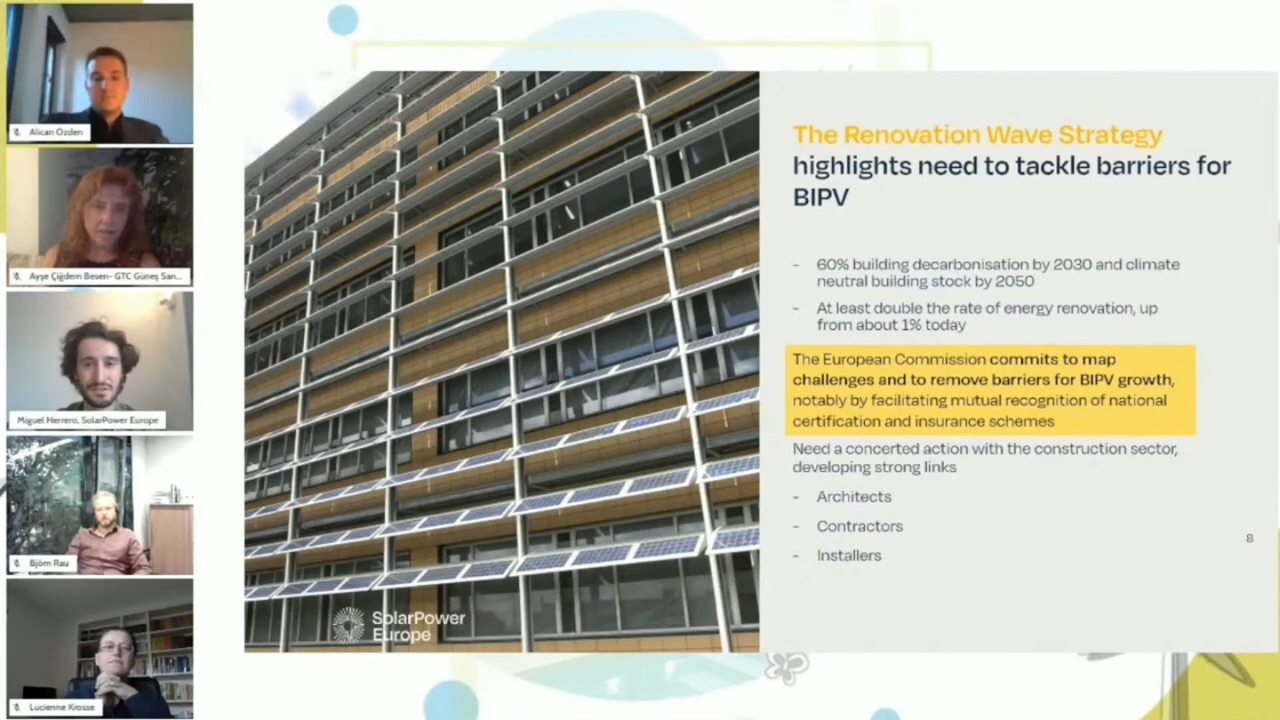 Alican Ozden
Ayşe Çiğdem Besen- GTC Güneş San...
Miguel Herrero, SolarPower Europe
Björn Rau
Lucienne Krosse
SolarPower
Europe
The Renovation Wave Strategy
highlights need to tackle barriers for
BIPV
- 60% building decarbonisation by 2030 and climate
neutral building stock by 2050
- At least double the rate of energy renovation, up
from about 1% today
The European Commission commits to map
challenges and to remove barriers for BIPV growth,
notably by facilitating mutual recognition of national
certification and insurance schemes
Need a concerted action with the construction sector,
developing strong links
- Architects
- Contractors
- Installers
8